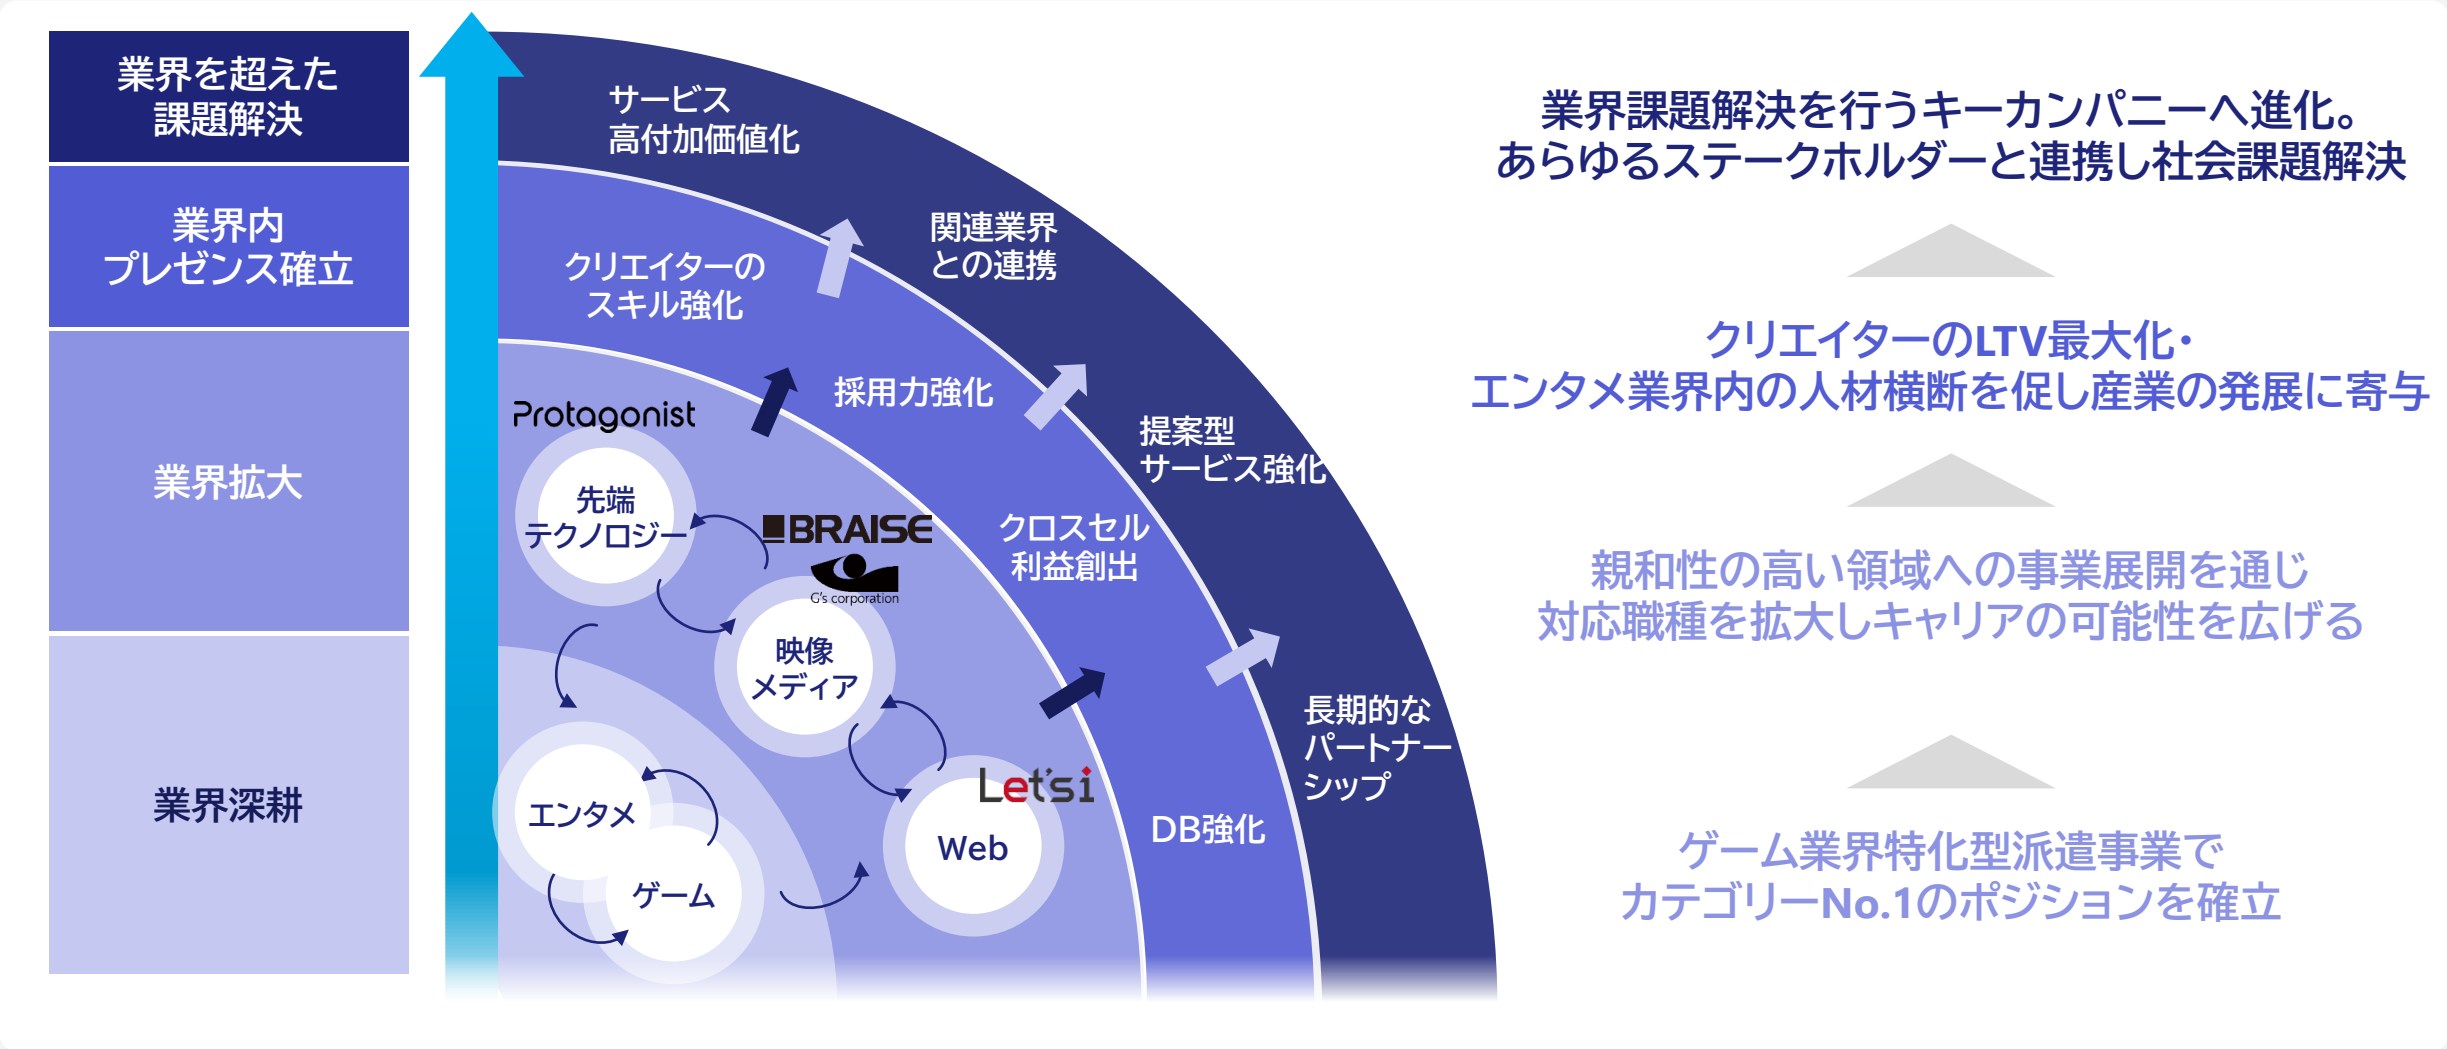 業界を超えた
課題解決
業界内
プレゼンス確立
業界拡大
業界深耕
サービス
高付加価値化
関連業界
との連携
提案型
サービス強化
長期的な
パートナー
シップ
クリエイターの
スキル強化
採用力強化
クロスセル
利益創出
DB強化
Protagonist
先端
テクノロジー
BRAISE
G's corporation
映像
メディア
Let'si
Web
エンタメ
ゲーム
業界課題解決を行うキーカンパニーへ進化。
あらゆるステークホルダーと連携し社会課題解決
クリエイターのLTV最大化・
エンタメ業界内の人材横断を促し産業の発展に寄与
親和性の高い領域への事業展開を通じ
対応職種を拡大しキャリアの可能性を広げる
ゲーム業界特化型派遣事業で
カテゴリーNo.1のポジションを確立